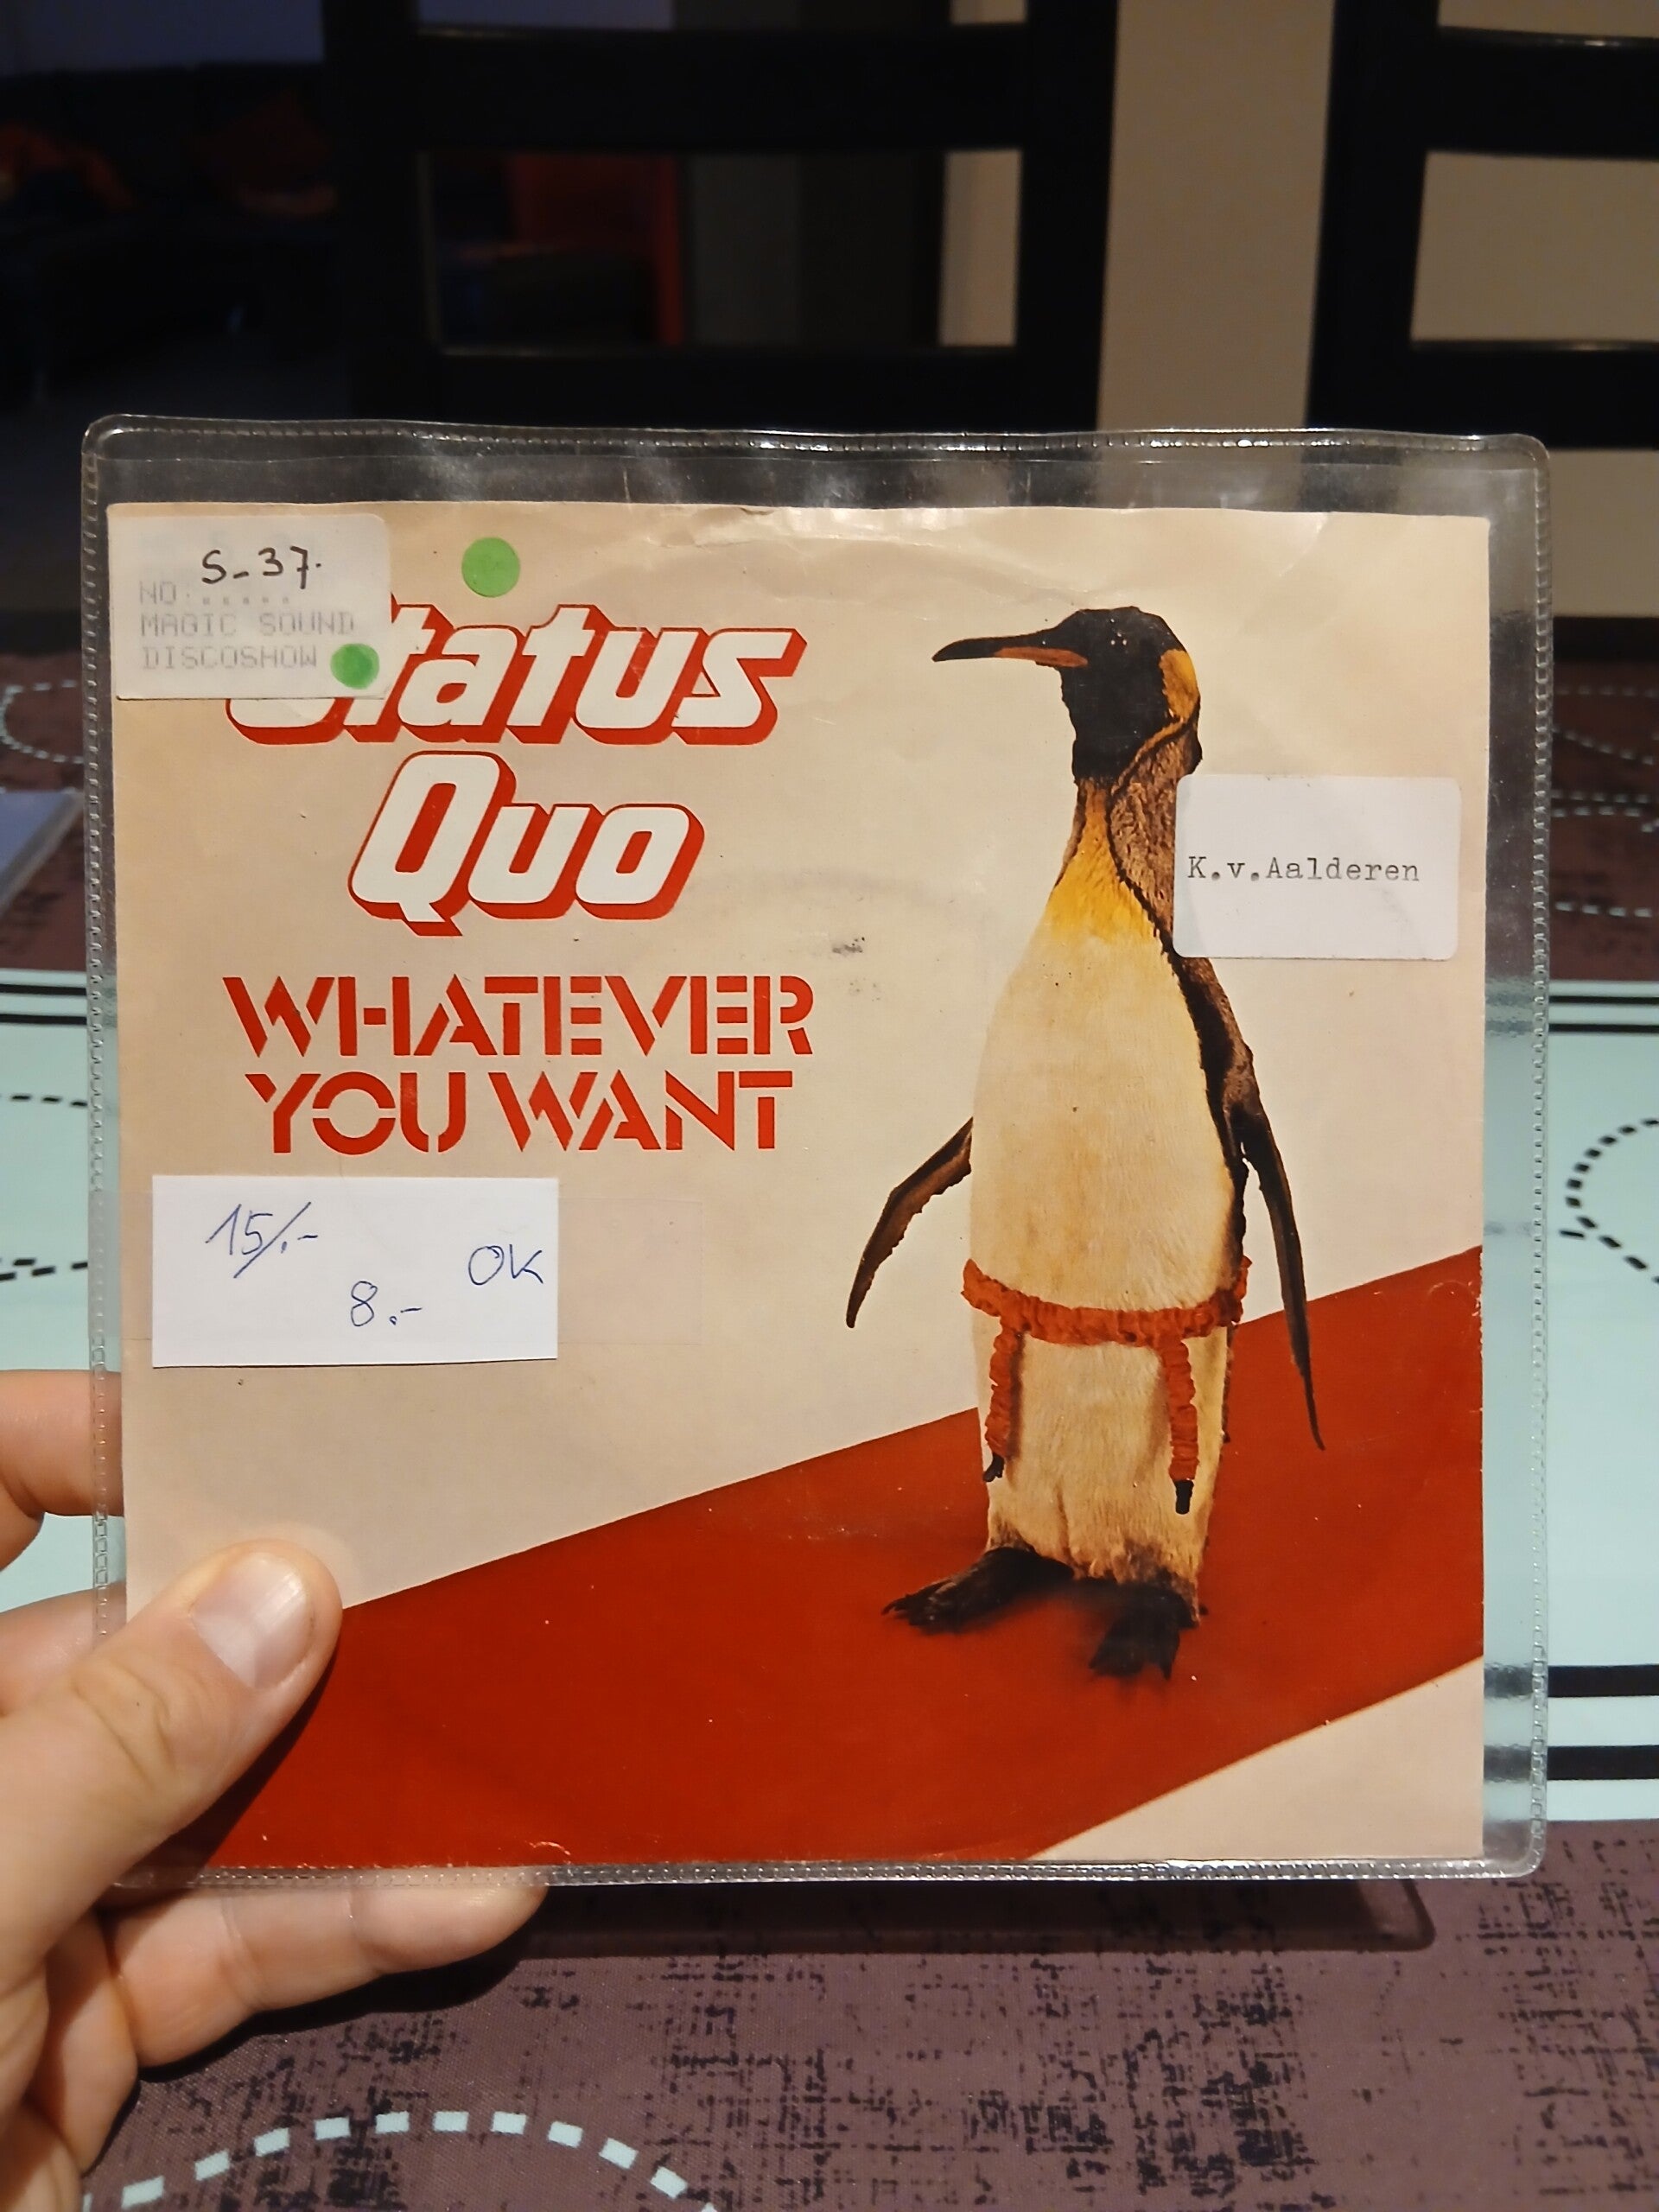 S-37.
NO:.....
MAGIC SOUND
DISCOSHOW
Status
Quo
WHATEVER
YOU WANT
K.v.Aalderen
15/.-
8.-
OK